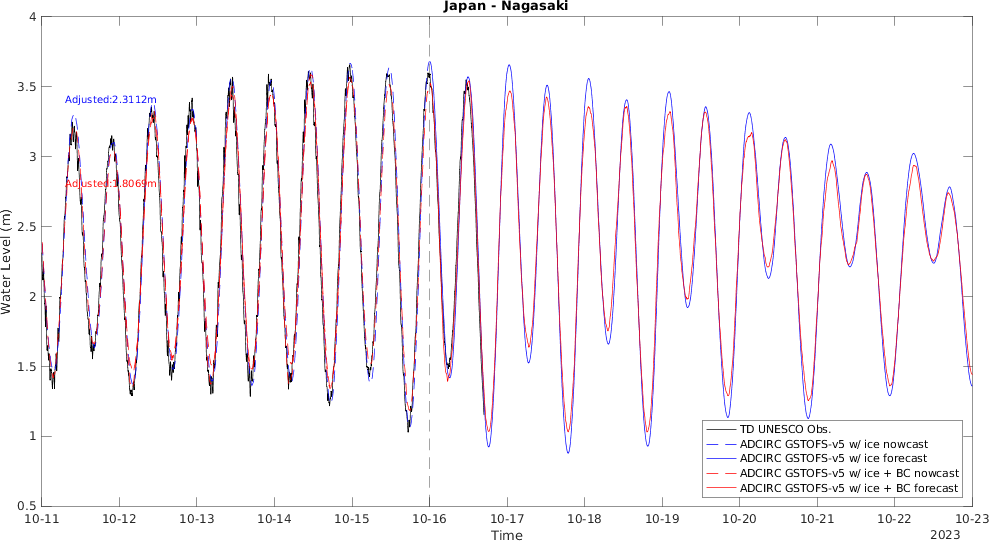 Japan - Nagasaki
4
3.5
3
2.5
2
1.5
1
0.5
Water Level (m)
Adjusted:2.3112m
Adjusted:1.8069m
TD UNESCO Obs.
ADCIRC GSTOFS-v5 w/ ice nowcast
ADCIRC GSTOFS-v5 w/ ice forecast
ADCIRC GSTOFS-v5 w/ ice + BC nowcast
ADCIRC GSTOFS-v5 w/ ice + BC forecast
10-11 10-12 10-13 10-14 10-15 10-16 10-17 10-18 10-19 10-20 10-21 10-22 10-23
Time
2023